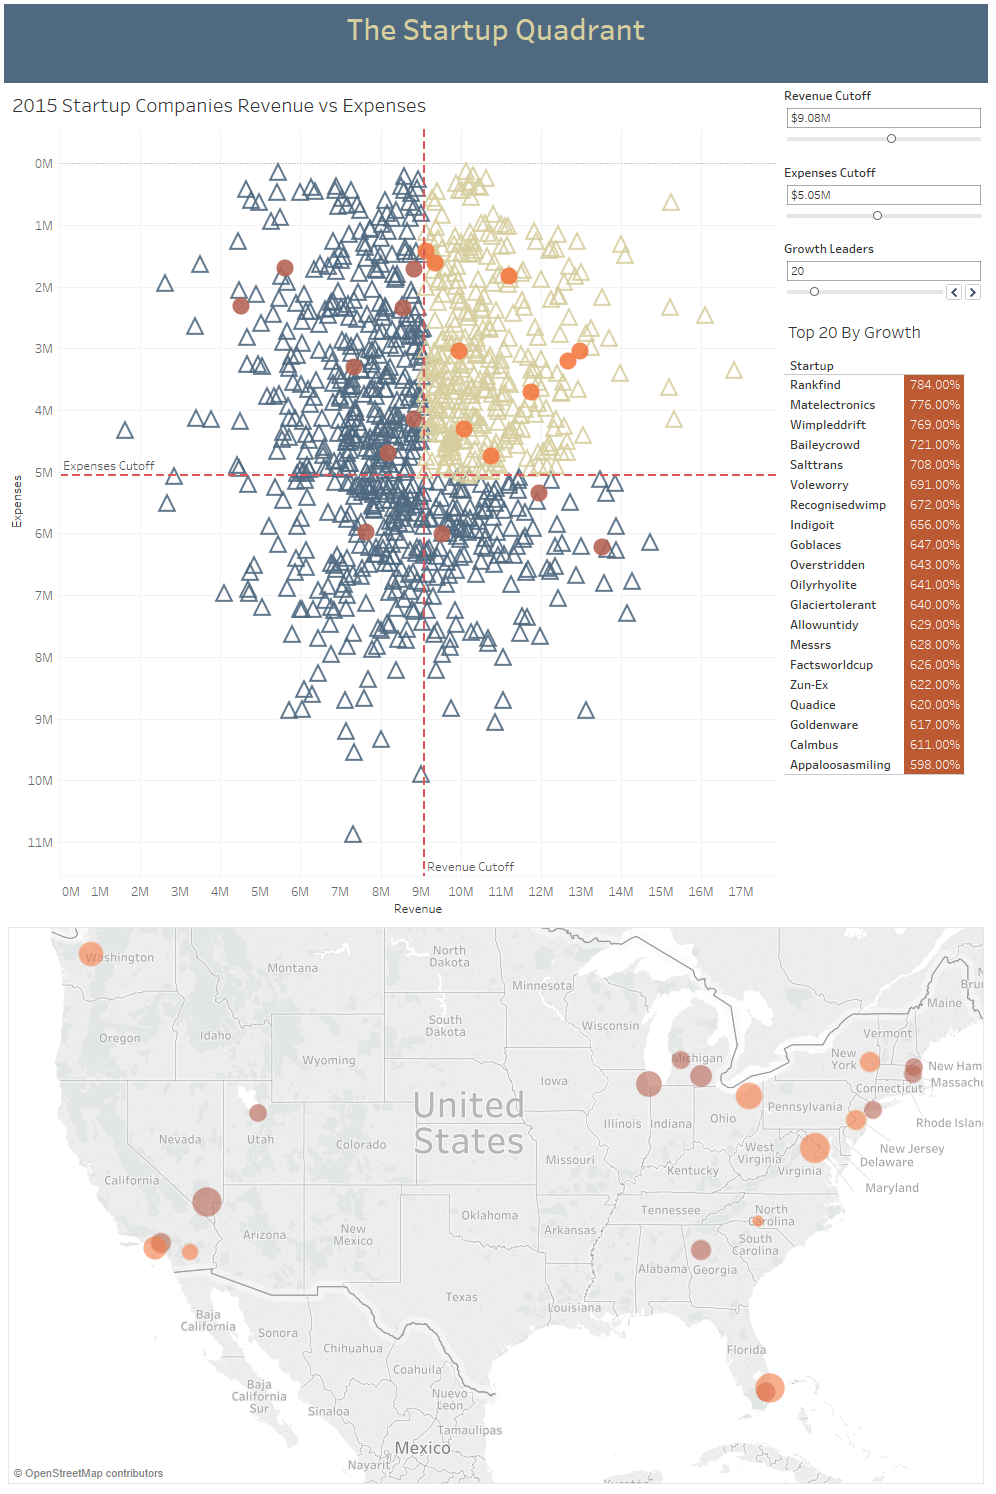 The Startup Quadrant
2015 Startup Companies Revenue vs Expenses
0M
1M
2M
3M
4M
5M
6M
7M
8M
9M
10M
11M
Expenses
Expenses Cutoff
Revenue Cutoff
0M 1M 2M 3M 4M 5M 6M 7M 8M 9M 10M 11M 12M 13M 14M 15M 16M 17M
Revenue
Revenue Cutoff
$9.08M
Expenses Cutoff
$5.05M
Growth Leaders
20
Top 20 By Growth
Startup
Rankfind 784.00%
Matelectronics 776.00%
Wimpleddrift 769.00%
Baileycrowd 721.00%
Salttrans 708.00%
Voleworry 691.00%
Recognisedwimp 672.00%
Indigoit 656.00%
Goblaces 647.00%
Overstridden 643.00%
Oilyrhyolite 641.00%
Glaciertolerant 640.00%
Allowuntidy 629.00%
Messrs 628.00%
Factsworldcup 626.00%
Zun-Ex 622.00%
Quadice 620.00%
Goldenware 617.00%
Calmbus 611.00%
Appaloosasmiling 598.00%
Washington
Montana
North
Dakota
Minnesota
Maine
N
Bru
Oregon
Idaho
South
Dakota
Wisconsin
Vermont
Wyoming
Michigan
New
York
New Ham
Massachu
Iowa
Connecticut
United
States
Nevada
Utah
Colorado
Illinois
Indiana
Ohio
Pennsylvania
Rhode Islan
New Jersey
Delaware
Maryland
West
Virginia
Virginia
Missouri
Kentucky
California
Arizona
New
Mexico
Oklahoma
Arkansas
Tennessee
North
Carolina
South
Carolina
Alabama
Georgia
Texas
Louisiana
Florida
Baja
California
Sonora
Chihuahua
Coahuila
Baja
California
Sur
Sinaloa
Nuevo
León
Tamaulipas
Mexico
Nayarit
Yucatán
© OpenStreetMap contributors